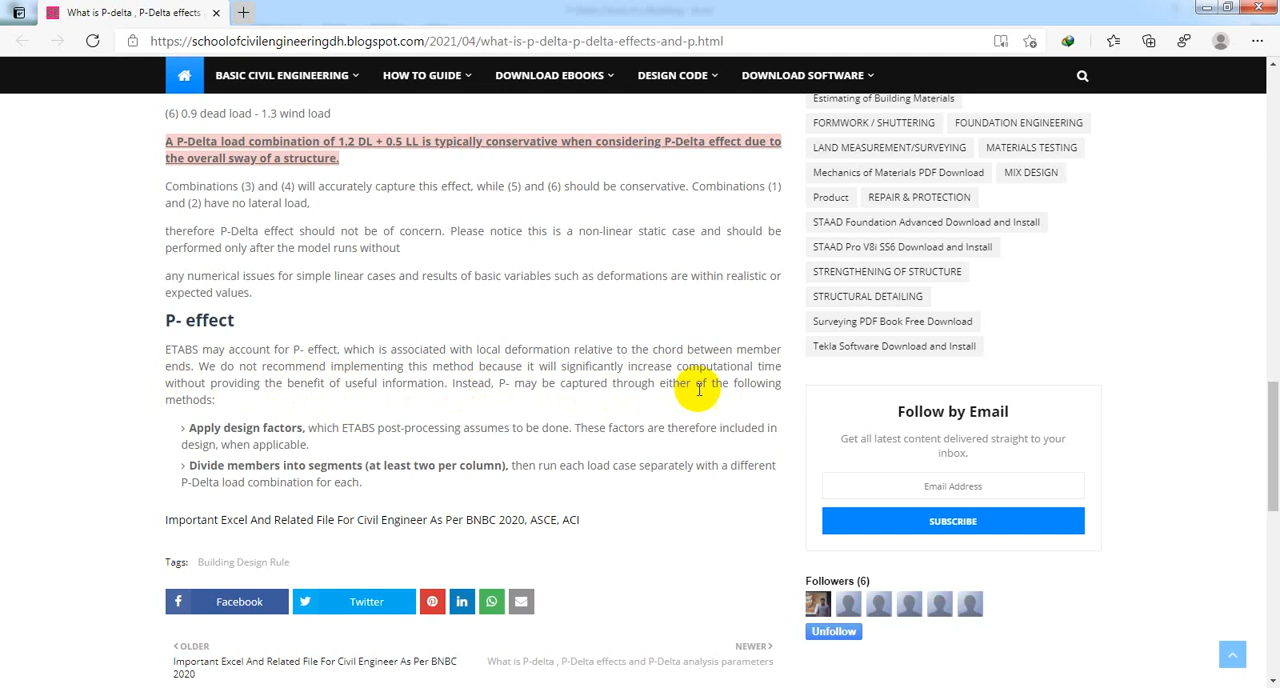 What is P-delta , P-Delta effects
https://schoolofcivilengineeringdh.blogspot.com/2021/04/what-is-p-delta-p-delta-effects-and-p.html
BASIC CIVIL ENGINEERING
HOW TO GUIDE
DOWNLOAD EBOOKS
DESIGN CODE
DOWNLOAD SOFTWARE
(6) 0.9 dead load - 1.3 wind load
A P-Delta load combination of 1.2 DL + 0.5 LL is typically conservative when considering P-Delta effect due to
the overall sway of a structure.
Combinations (3) and (4) will accurately capture this effect, while (5) and (6) should be conservative. Combinations (1)
and (2) have no lateral load,
therefore P-Delta effect should not be of concern. Please notice this is a non-linear static case and should be
performed only after the model runs without
any numerical issues for simple linear cases and results of basic variables such as deformations are within realistic or
expected values.
P- effect
ETABS may account for P- effect, which is associated with local deformation relative to the chord between member
ends. We do not recommend implementing this method because it will significantly increase computational time
without providing the benefit of useful information. Instead, P- may be captured through either of the following
methods:
› Apply design factors, which ETABS post-processing assumes to be done. These factors are therefore included in
design, when applicable.
› Divide members into segments (at least two per column), then run each load case separately with a different
P-Delta load combination for each.
Important Excel And Related File For Civil Engineer As Per BNBC 2020, ASCE, ACI
Tags: Building Design Rule
Facebook
Twitter
OLDER
Important Excel And Related File For Civil Engineer As Per BNBC
2020
NEWER
What is P-delta , P-Delta effects and P-Delta analysis parameters
Estimating of Building Materials
FORMWORK / SHUTTERING
FOUNDATION ENGINEERING
LAND MEASUREMENT/SURVEYING
MATERIALS TESTING
Mechanics of Materials PDF Download
MIX DESIGN
Product
REPAIR & PROTECTION
STAAD Foundation Advanced Download and Install
STAAD Pro V8i SS6 Download and Install
STRENGTHENING OF STRUCTURE
STRUCTURAL DETAILING
Surveying PDF Book Free Download
Tekla Software Download and Install
Follow by Email
Get all latest content delivered straight to your
inbox.
Email Address
SUBSCRIBE
Followers (6)
Unfollow